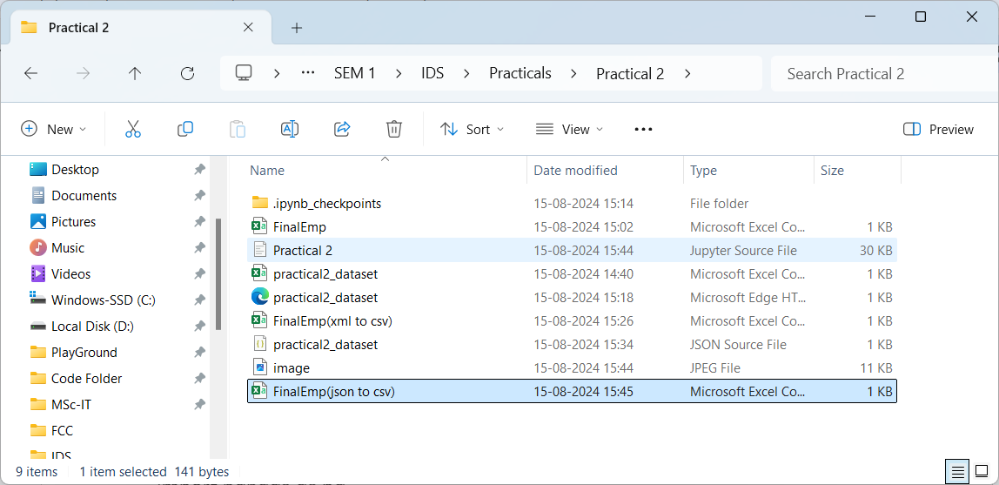 Practical 2
SEM 1 IDS Practicals Practical 2
Search Practical 2
New Sort View Preview
Name Date modified Type Size
Desktop
Documents
Pictures
Music
Videos
Windows-SSD (C:)
Local Disk (D:)
PlayGround
Code Folder
MSc-IT
FCC
IDS
.ipynb_checkpoints 15-08-2024 15:14 File folder
FinalEmp 15-08-2024 15:02 Microsoft Excel Co... 1 KB
Practical 2 15-08-2024 15:44 Jupyter Source File 30 KB
practical2_dataset 15-08-2024 14:40 Microsoft Excel Co... 1 KB
practical2_dataset 15-08-2024 15:18 Microsoft Edge HT... 1 KB
FinalEmp(xml to csv) 15-08-2024 15:26 Microsoft Excel Co... 1 KB
practical2_dataset 15-08-2024 15:34 JSON Source File 1 KB
image 15-08-2024 15:44 JPEG File 11 KB
FinalEmp(json to csv) 15-08-2024 15:45 Microsoft Excel Co... 1 KB
9 items 1 item selected 141 bytes